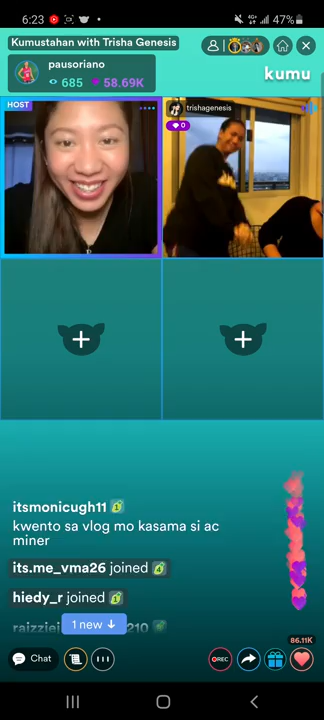 6:23
47%
Kumustahan with Trisha Genesis
pausoriano
685
58.69K
kumu
HOST
trishagenesis
0
itsmonicugh11
kwento sa vlog mo kasama si ac
miner
its.me_vma26 joined
hiedy_r joined
1 new ↓
Chat
REC
86.11K